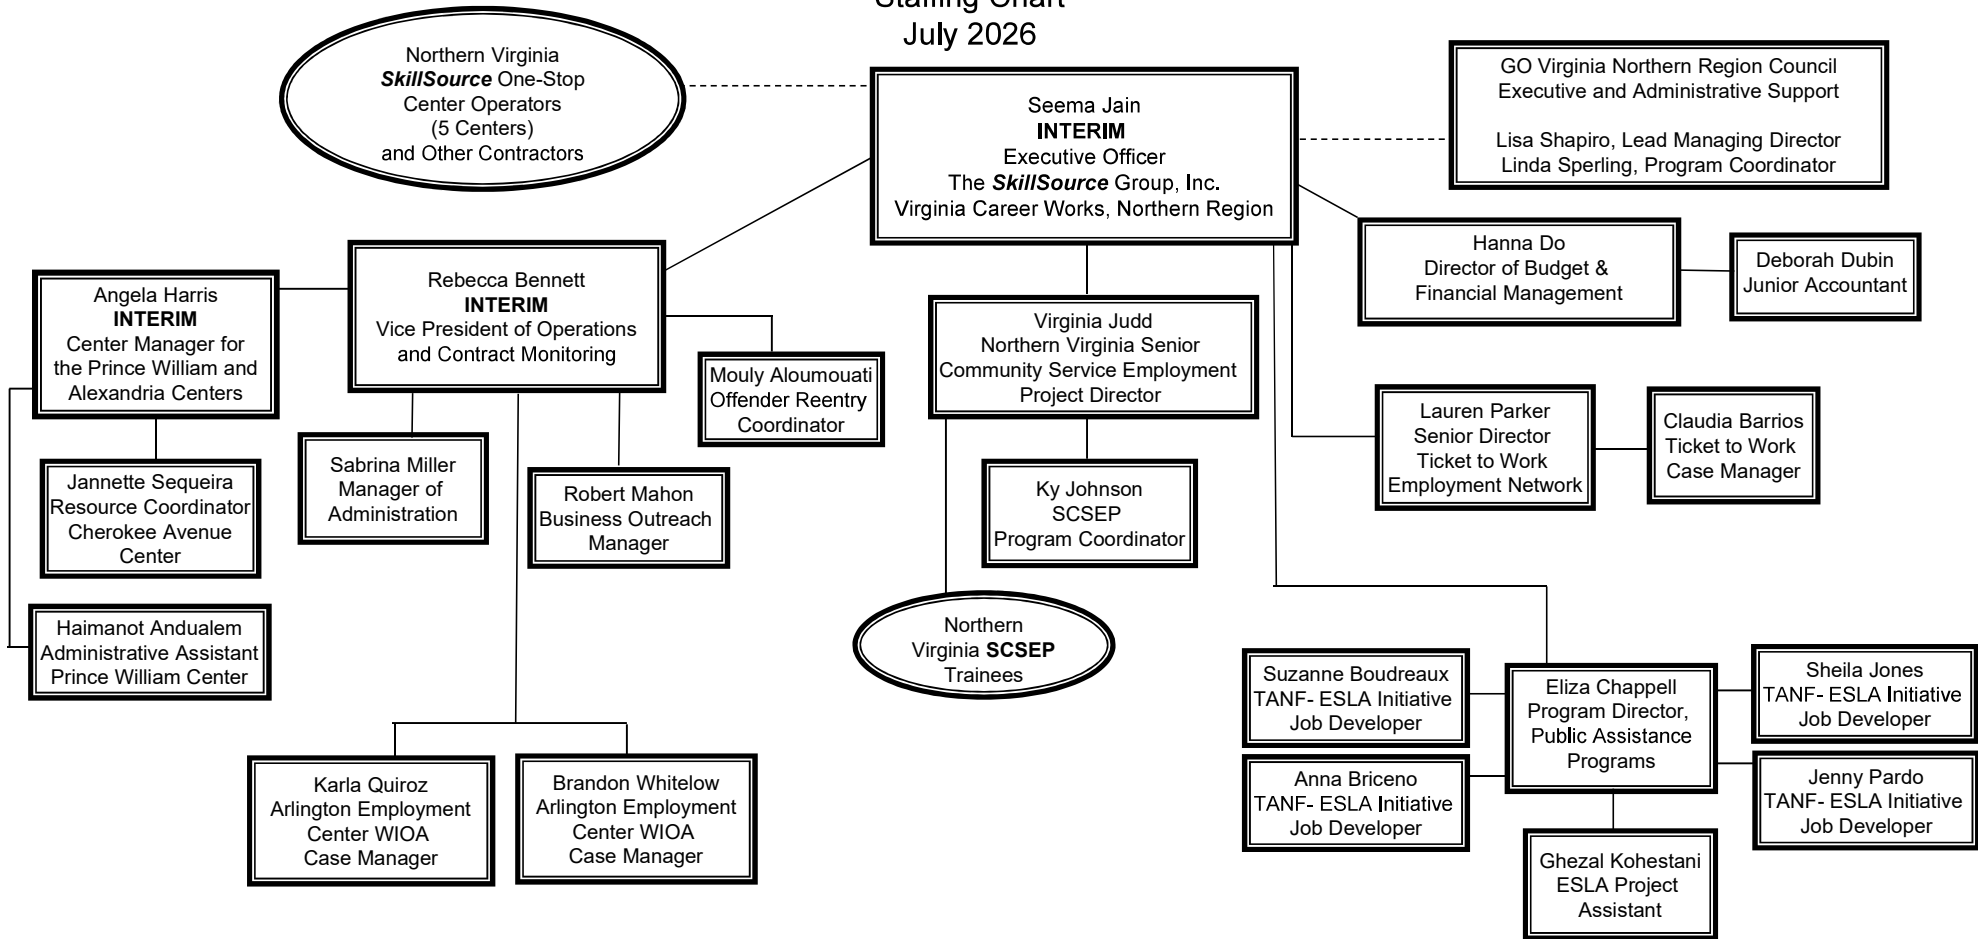 Staffing Chart
July 2026
Northern Virginia
SkillSource One-Stop
Center Operators
(5 Centers)
and Other Contractors
Seema Jain
INTERIM
Executive Officer
The SkillSource Group, Inc.
Virginia Career Works, Northern Region
GO Virginia Northern Region Council
Executive and Administrative Support
Lisa Shapiro, Lead Managing Director
Linda Sperling, Program Coordinator
Hanna Do
Director of Budget &
Financial Management
Deborah Dubin
Junior Accountant
Angela Harris
INTERIM
Center Manager for
the Prince William and
Alexandria Centers
Rebecca Bennett
INTERIM
Vice President of Operations
and Contract Monitoring
Virginia Judd
Northern Virginia Senior
Community Service Employment
Project Director
Mouly Aloumouati
Offender Reentry
Coordinator
Lauren Parker
Senior Director
Ticket to Work
Employment Network
Claudia Barrios
Ticket to Work
Case Manager
Jannette Sequeira
Resource Coordinator
Cherokee Avenue
Center
Sabrina Miller
Manager of
Administration
Robert Mahon
Business Outreach
Manager
Ky Johnson
SCSEP
Program Coordinator
Haimanot Andualem
Administrative Assistant
Prince William Center
Northern
Virginia SCSEP
Trainees
Suzanne Boudreaux
TANF- ESLA Initiative
Job Developer
Eliza Chappell
Program Director,
Public Assistance
Programs
Sheila Jones
TANF- ESLA Initiative
Job Developer
Karla Quiroz
Arlington Employment
Center WIOA
Case Manager
Brandon Whitelow
Arlington Employment
Center WIOA
Case Manager
Anna Briceno
TANF- ESLA Initiative
Job Developer
Jenny Pardo
TANF- ESLA Initiative
Job Developer
Ghezal Kohestani
ESLA Project
Assistant